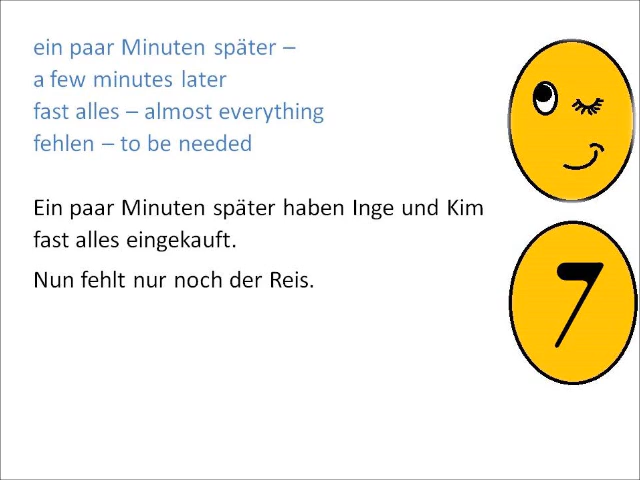 ein paar Minuten später –
a few minutes later
fast alles – almost everything
fehlen – to be needed
Ein paar Minuten später haben Inge und Kim
fast alles eingekauft.
Nun fehlt nur noch der Reis.
7